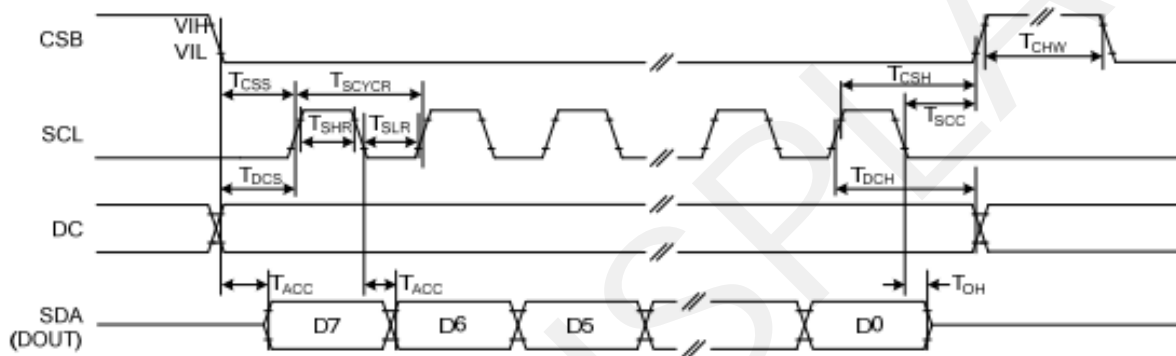 CSB
VIH
VIL
TCHW
TCSS
TSCYCR
TCSH
SCL
TSHR
TSLR
TSCC
TDCS
TDCH
DC
TACC
TACC
TOH
SDA
(DOUT)
D7
D6
D5
D0